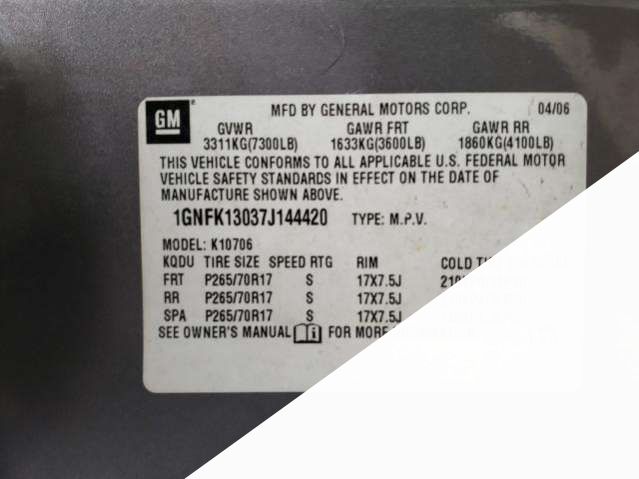 GM
MFD BY GENERAL MOTORS CORP. 04/06
GVWR GAWR FRT GAWR RR
3311KG(7300LB) 1633KG(3600LB) 1860KG(4100LB)
THIS VEHICLE CONFORMS TO ALL APPLICABLE U.S. FEDERAL MOTOR
VEHICLE SAFETY STANDARDS IN EFFECT ON THE DATE OF
MANUFACTURE SHOWN ABOVE.
1GNFK13037J144420 TYPE: M.P.V.
MODEL: K10706
KQDU TIRE SIZE SPEED RTG RIM COLD
FRT P265/70R17 S 17X7.5J
RR P265/70R17 S 17X7.5J
SPA P265/70R17 S 17X7.5J
SEE OWNER'S MANUAL FOR MORE